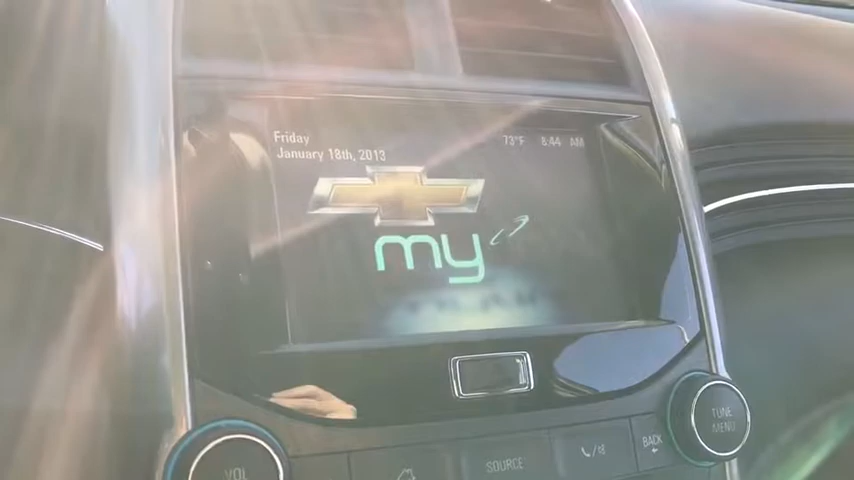 Friday
January 18th, 2013
73°F 8:44 AM
my
TUNE
MENU
BACK
SOURCE
VOL